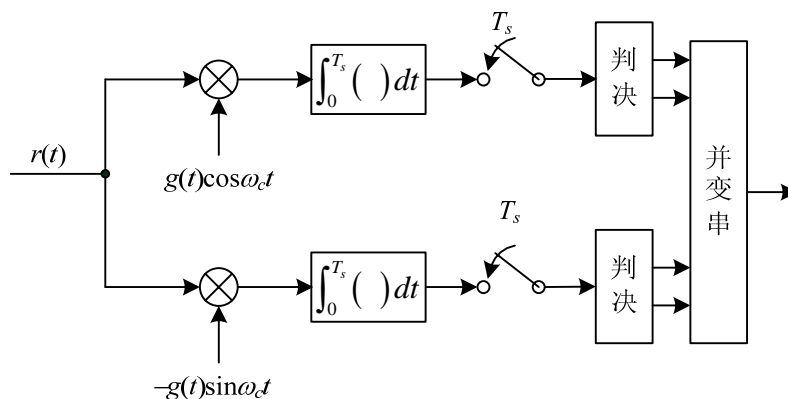 T_s
r(t)
g(t)cosω_ct
∫_0^{T_s}( )dt
判决
并变串
T_s
-g(t)sinω_ct
∫_0^{T_s}( )dt
判决